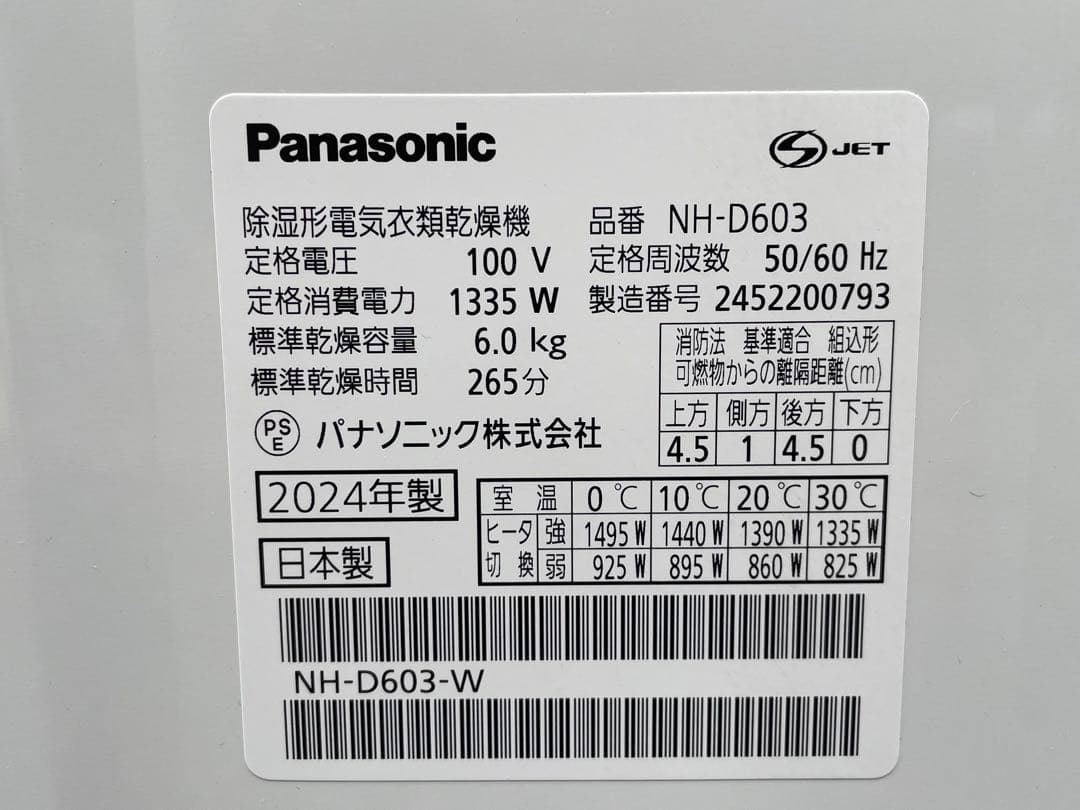 Panasonic
JET
除湿形電気衣類乾燥機 品番 NH-D603
定格電圧 100 V 定格周波数 50/60 Hz
定格消費電力 1335 W 製造番号 2452200793
標準乾燥容量 6.0 kg
標準乾燥時間 265分
消防法 基準適合 組込形
可燃物からの離隔距離(cm)
上方 側方 後方 下方
4.5 1 4.5 0
PS
E
パナソニック株式会社
2024年製
日本製
室温 0℃ 10℃ 20℃ 30℃
ヒータ 強 1495 W 1440 W 1390 W 1335 W
切換 弱 925 W 895 W 860 W 825 W
NH-D603-W